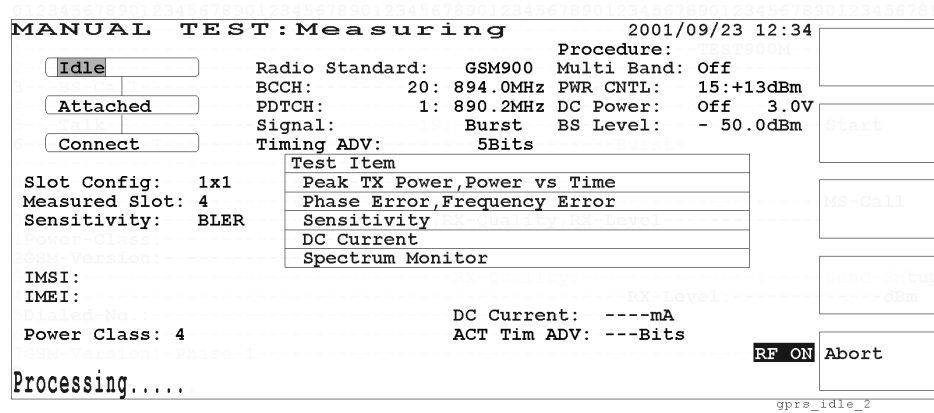 MANUAL TEST:Measuring 2001/09/23 12:34
Procedure: -TEST900M
Idle Radio Standard: GSM900 Multi Band: Off
BCCH: 20: 894.0MHz PWR CNTL: 15:+13dBm
Attached PDTCH: 1: 890.2MHz DC Power: Off 3.0V
Signal: Burst BS Level: - 50.0dBm Start
Connect Timing ADV: 5Bits
Test Item
Slot Config: 1x1 Peak TX Power,Power vs Time
Measured Slot: 4 Phase Error,Frequency Error MS-Call
Sensitivity: BLER Sensitivity
DC Current
Spectrum Monitor
IMSI:
IMEI:
DC Current: ----mA
Power Class: 4 ACT Tim ADV: ---Bits
RF ON Abort
Processing.....
gprs_idle_2